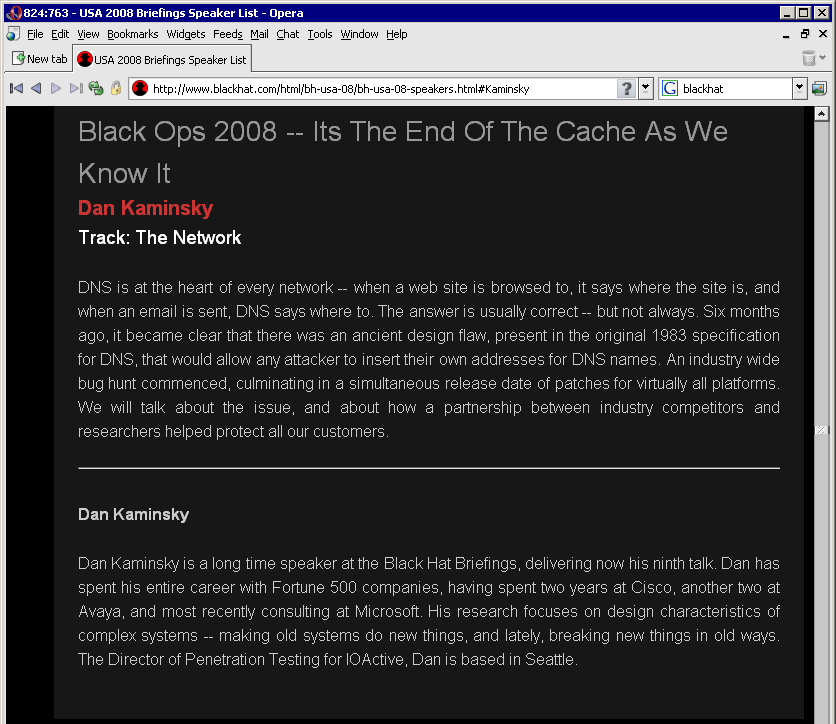 824:763 - USA 2008 Briefings Speaker List - Opera
File Edit View Bookmarks Widgets Feeds Mail Chat Tools Window Help
New tab USA 2008 Briefings Speaker List
http://www.blackhat.com/html/bh-usa-08/bh-usa-08-speakers.html#Kaminsky ? G blackhat
Black Ops 2008 -- Its The End Of The Cache As We
Know It
Dan Kaminsky
Track: The Network
DNS is at the heart of every network -- when a web site is browsed to, it says where the site is, and
when an email is sent, DNS says where to. The answer is usually correct -- but not always. Six months
ago, it became clear that there was an ancient design flaw, present in the original 1983 specification
for DNS, that would allow any attacker to insert their own addresses for DNS names. An industry wide
bug hunt commenced, culminating in a simultaneous release date of patches for virtually all platforms.
We will talk about the issue, and about how a partnership between industry competitors and
researchers helped protect all our customers.
Dan Kaminsky
Dan Kaminsky is a long time speaker at the Black Hat Briefings, delivering now his ninth talk. Dan has
spent his entire career with Fortune 500 companies, having spent two years at Cisco, another two at
Avaya, and most recently consulting at Microsoft. His research focuses on design characteristics of
complex systems -- making old systems do new things, and lately, breaking new things in old ways.
The Director of Penetration Testing for IOActive, Dan is based in Seattle.